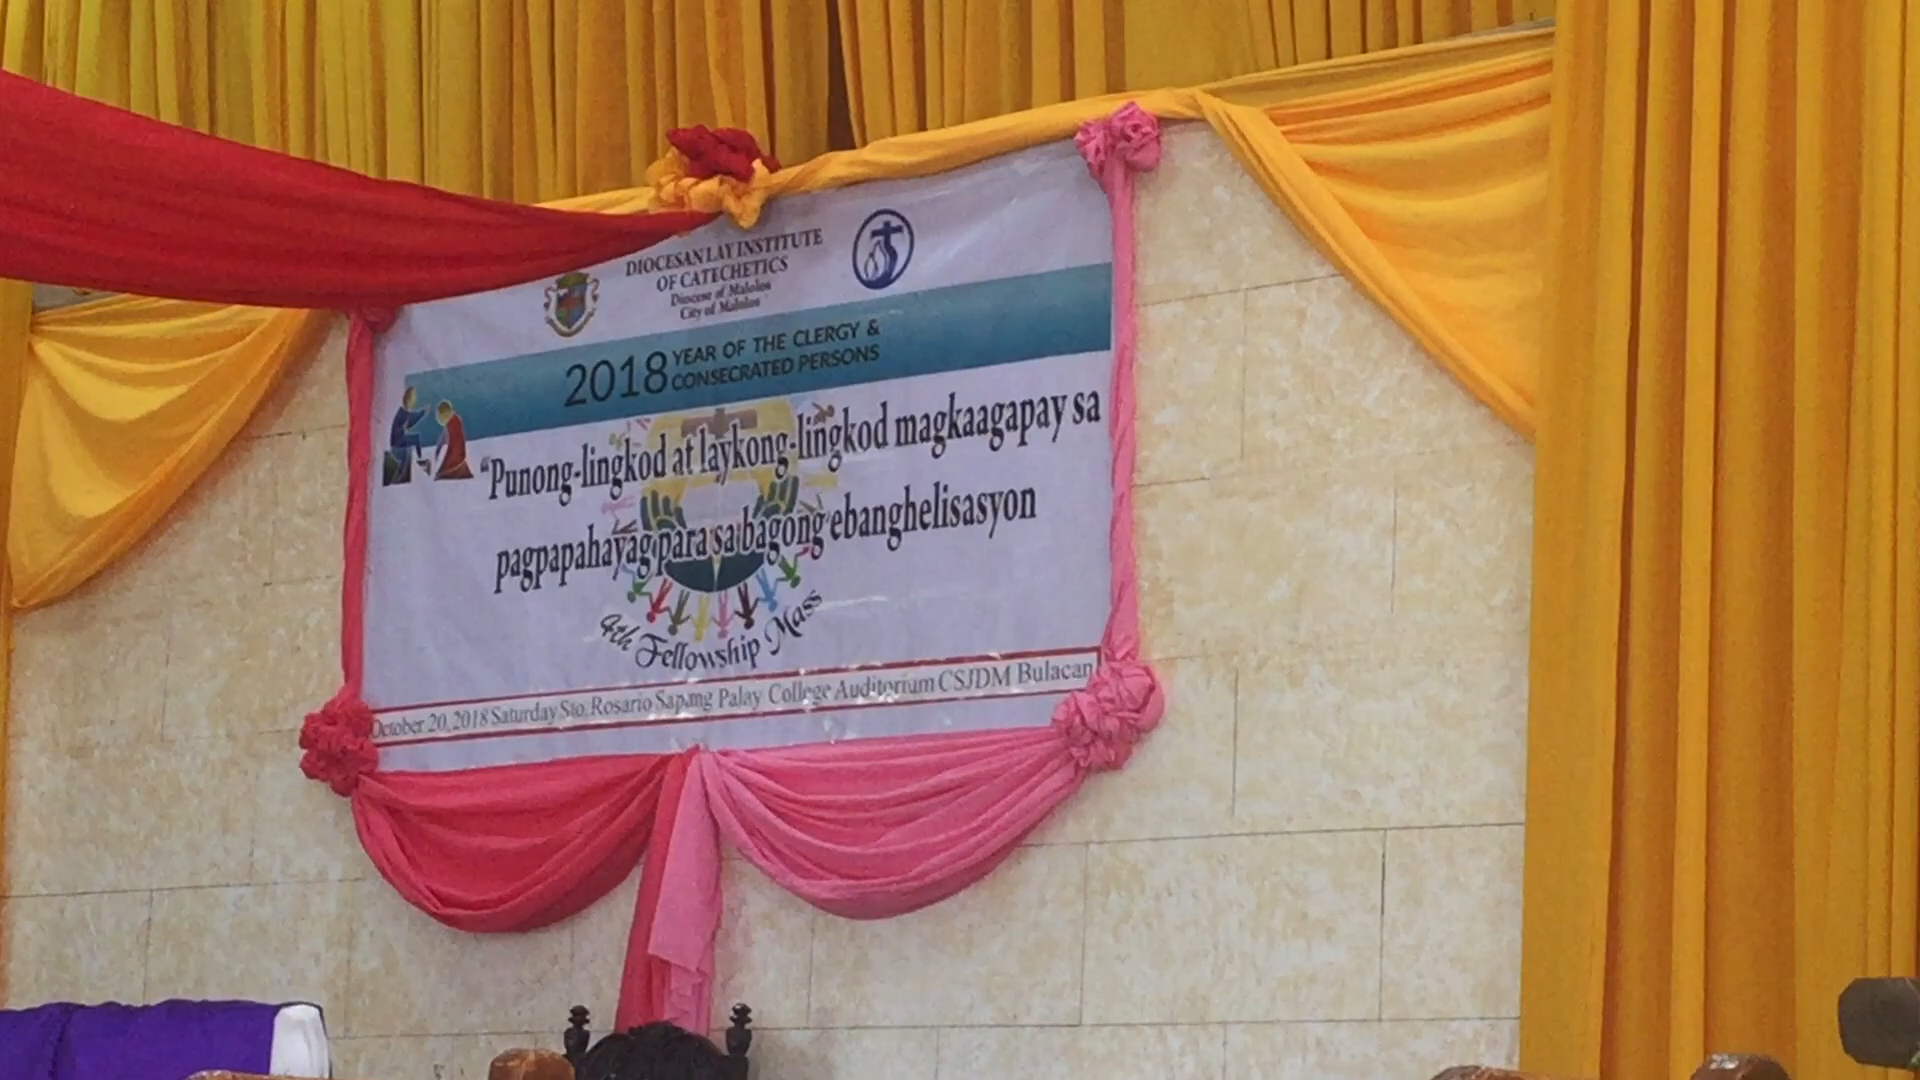 DIOCESAN LAY INSTITUTE
OF CATECHETICS
Diocese of Malolos
City of Malolos
2018 YEAR OF THE CLERGY &
CONSECRATED PERSONS
“Punong-lingkod at laykong-lingkod magkaagapay sa
pagpapahayag para sa bagong ebanghelisasyon
4th Fellowship Mass
October 20, 2018 Saturday Sto. Rosario Sapang Palay College Auditorium CSJDM Bulacan